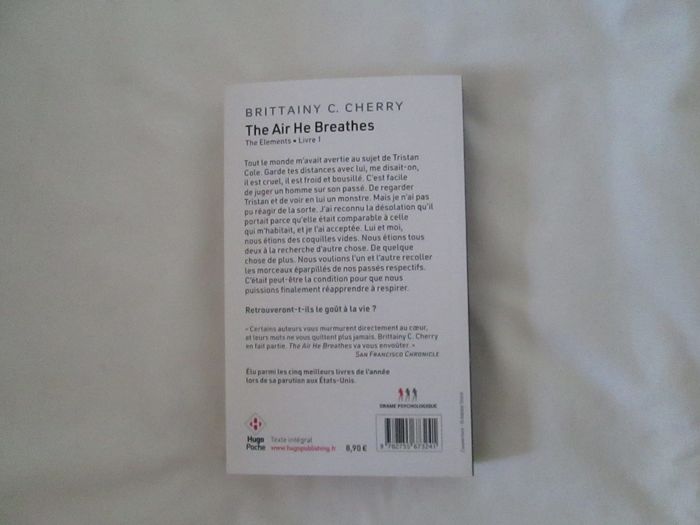 BRITTAINY C. CHERRY
The Air He Breathes
The Elements • Livre 1
Tout le monde m'avait avertie au sujet de Tristan
Cole. Garde tes distances avec lui, me disait-on,
il est cruel, il est froid et bousillé. C'est facile
de juger un homme sur son passé. De regarder
Tristan et de voir en lui un monstre. Mais je n'ai pas
pu réagir de la sorte. J'ai reconnu la désolation qu'il
portait parce qu'elle était comparable à celle
qui m'habitait, et je l'ai acceptée. Lui et moi,
nous étions des coquilles vides. Nous étions tous
deux à la recherche d'autre chose. De quelque
chose de plus. Nous voulions l'un et l'autre recoller
les morceaux éparpillés de nos passés respectifs.
C'était peut-être la condition pour que nous
puissions finalement réapprendre à respirer.
Retrouveront-t-ils le goût à la vie ?
« Certains auteurs vous murmurent directement au cœur,
et leurs mots ne vous quittent plus jamais. Brittainy C. Cherry
en fait partie. The Air He Breathes va vous envoûter. »
SAN FRANCISCO CHRONICLE
Élu parmi les cinq meilleurs livres de l'année
lors de sa parution aux États-Unis.
DRAME PSYCHOLOGIQUE
Hugo
Poche
Texte intégral
www.hugopublishing.fr
8,90 €
9 782755 673241